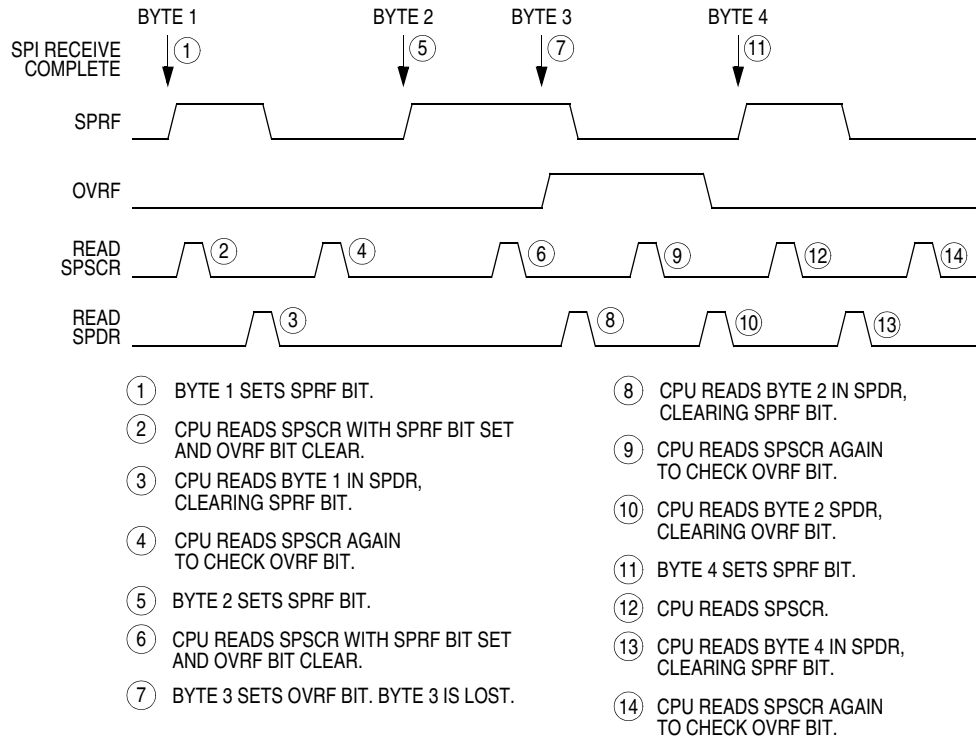 BYTE 1 BYTE 2 BYTE 3 BYTE 4
SPI RECEIVE
COMPLETE
1 5 7 11
SPRF
OVRF
READ
SPSCR
2 4 6 9 12 14
READ
SPDR
3 8 10 13
1 BYTE 1 SETS SPRF BIT.
2 CPU READS SPSCR WITH SPRF BIT SET
AND OVRF BIT CLEAR.
3 CPU READS BYTE 1 IN SPDR,
CLEARING SPRF BIT.
4 CPU READS SPSCR AGAIN
TO CHECK OVRF BIT.
5 BYTE 2 SETS SPRF BIT.
6 CPU READS SPSCR WITH SPRF BIT SET
AND OVRF BIT CLEAR.
7 BYTE 3 SETS OVRF BIT. BYTE 3 IS LOST.
8 CPU READS BYTE 2 IN SPDR,
CLEARING SPRF BIT.
9 CPU READS SPSCR AGAIN
TO CHECK OVRF BIT.
10 CPU READS BYTE 2 SPDR,
CLEARING OVRF BIT.
11 BYTE 4 SETS SPRF BIT.
12 CPU READS SPSCR.
13 CPU READS BYTE 4 IN SPDR,
CLEARING SPRF BIT.
14 CPU READS SPSCR AGAIN
TO CHECK OVRF BIT.